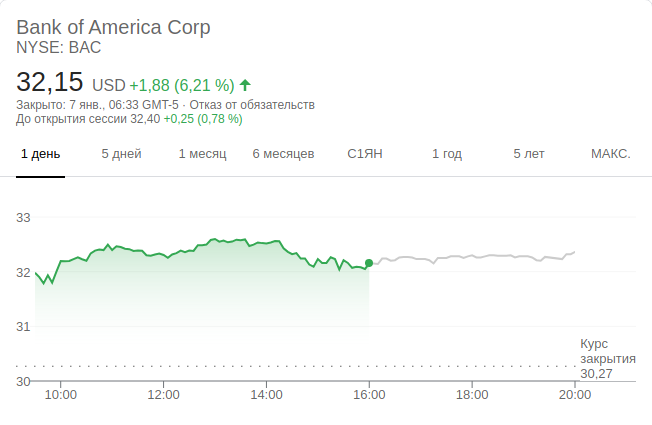 Bank of America Corp
NYSE: BAC
32,15 USD +1,88 (6,21 %)
Закрыто: 7 янв., 06:33 GMT-5 · Отказ от обязательств
До открытия сессии 32,40 +0,25 (0,78 %)
1 день 5 дней 1 месяц 6 месяцев С1ЯН 1 год 5 лет МАКС.
33
32
31
Курс
закрытия
30,27
30
10:00 12:00 14:00 16:00 18:00 20:00